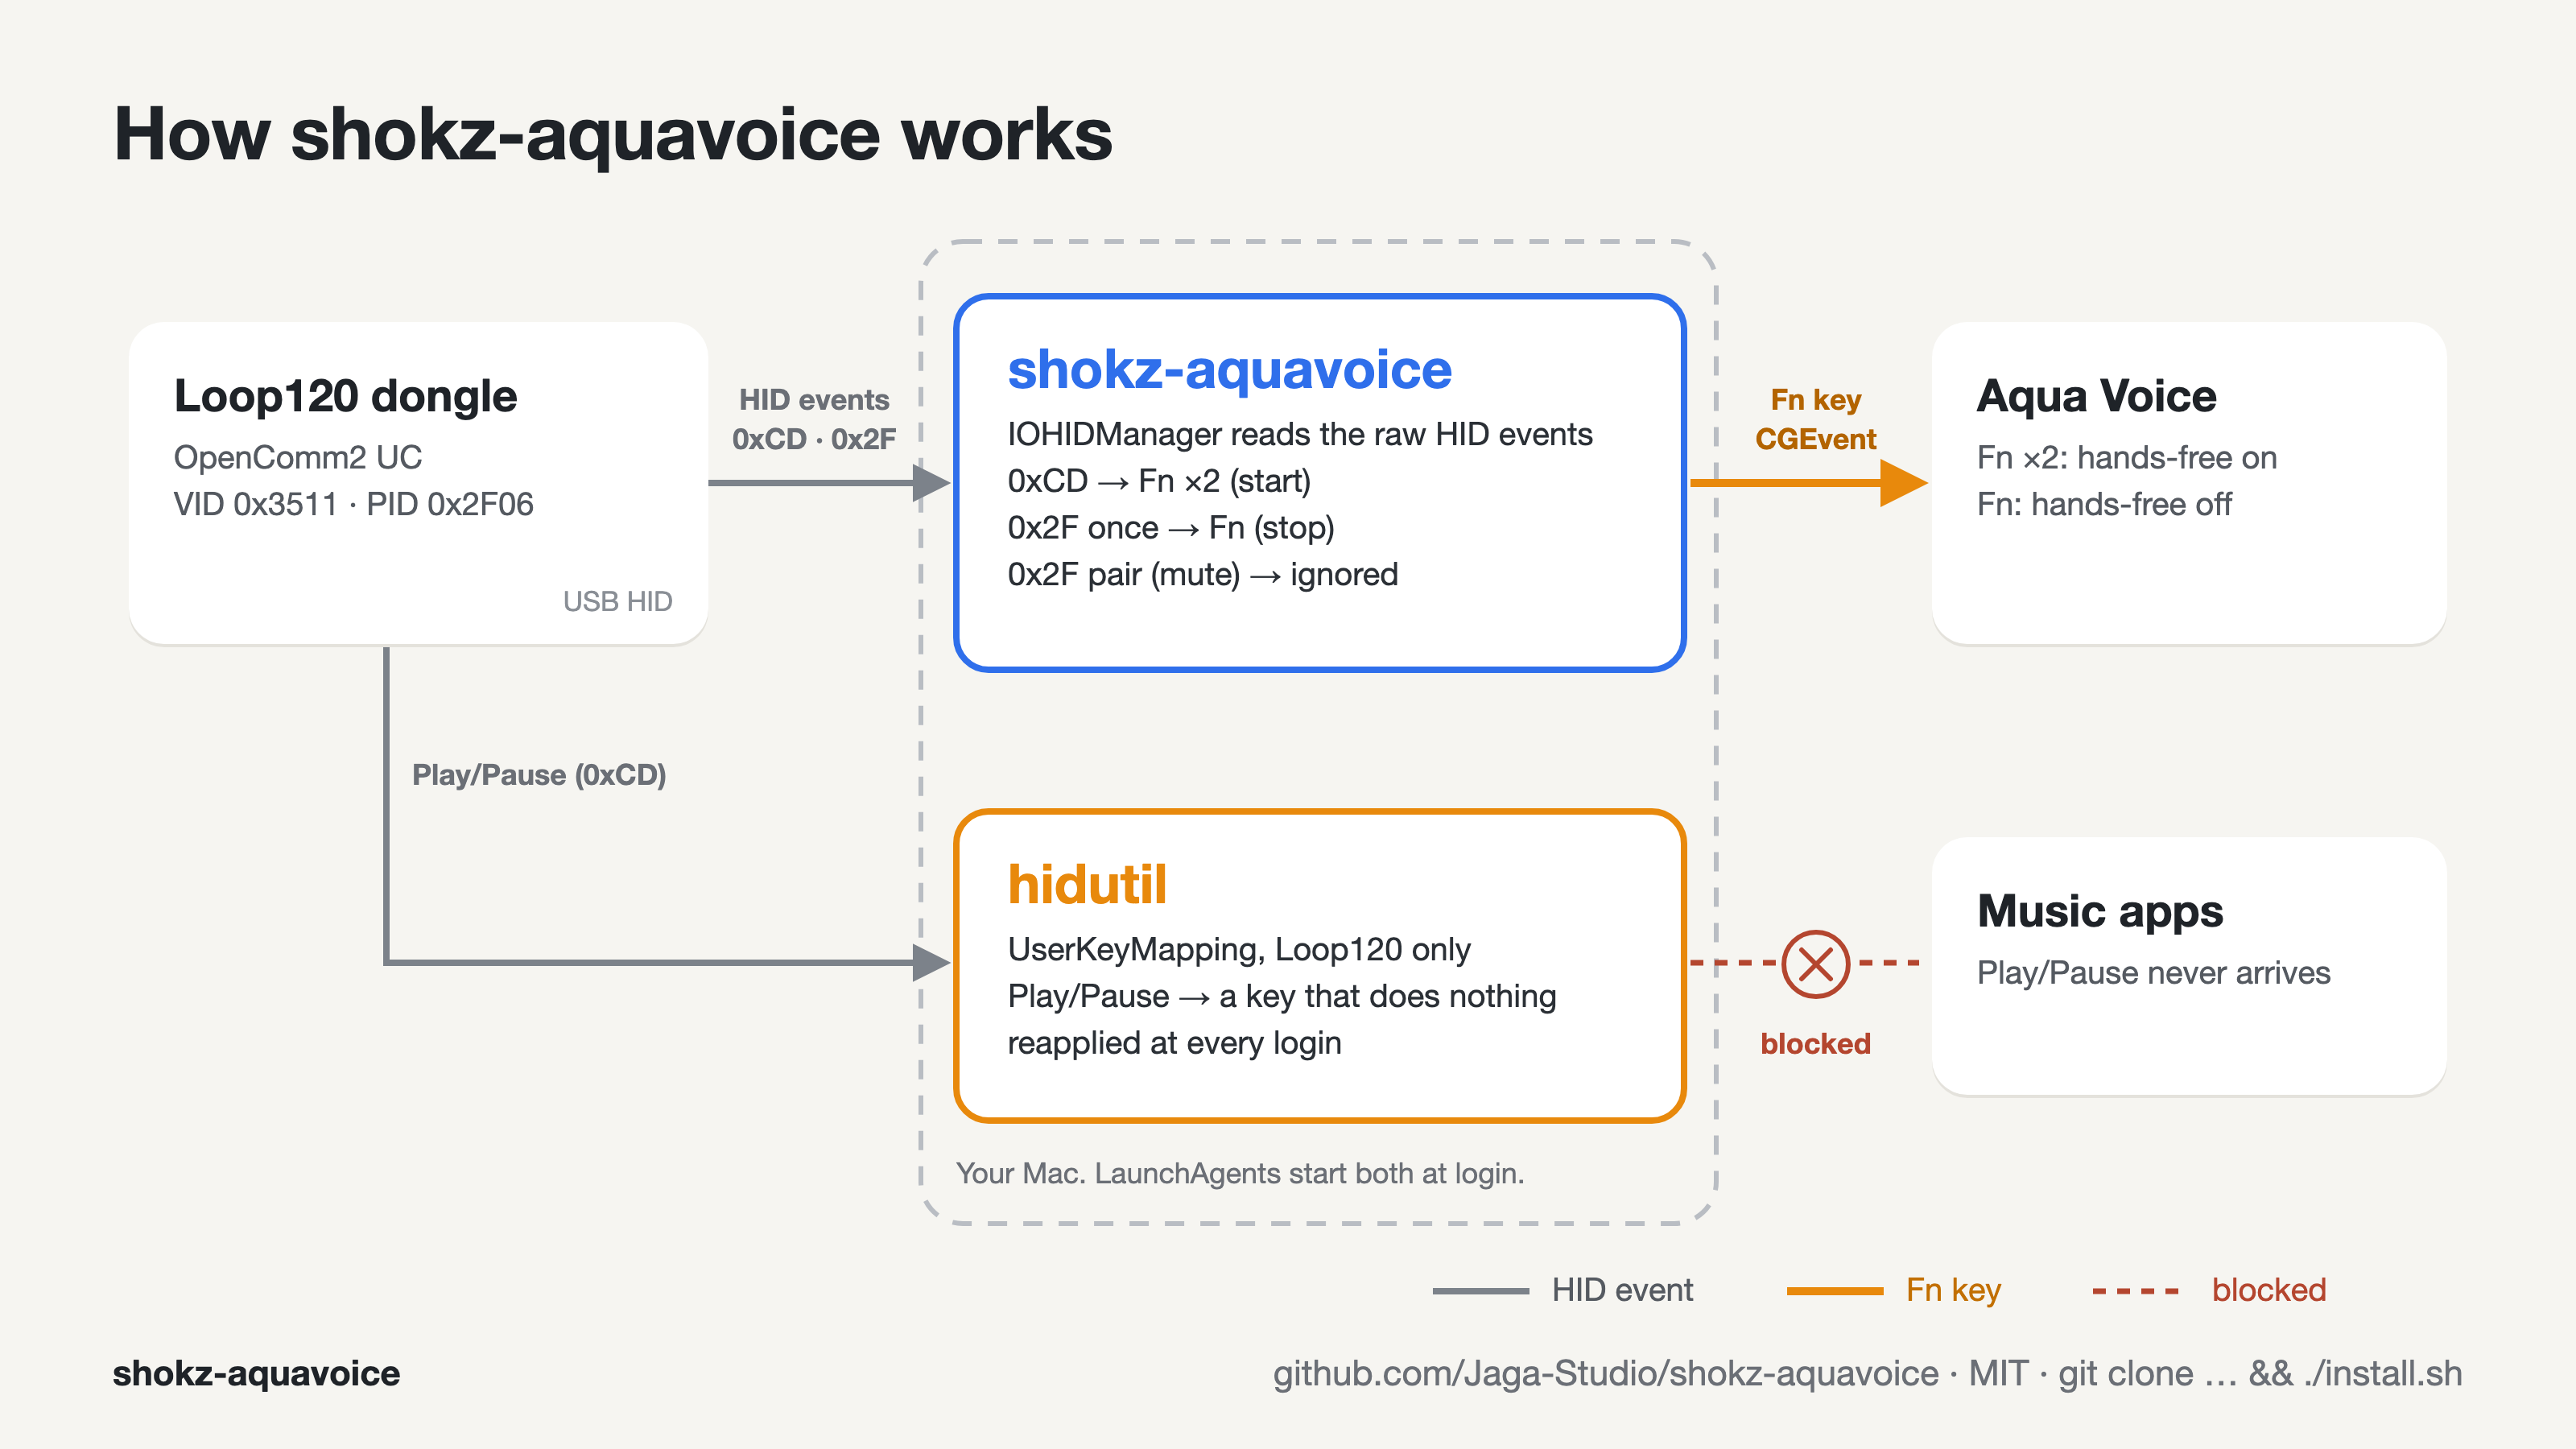 How shokz-aquavoice works
Loop120 dongle
OpenComm2 UC
VID 0x3511 · PID 0x2F06
USB HID
HID events
0xCD · 0x2F
shokz-aquavoice
IOHIDManager reads the raw HID events
0xCD → Fn ×2 (start)
0x2F once → Fn (stop)
0x2F pair (mute) → ignored
Fn key
CGEvent
Aqua Voice
Fn ×2: hands-free on
Fn: hands-free off
Play/Pause (0xCD)
hidutil
UserKeyMapping, Loop120 only
Play/Pause → a key that does nothing
reapplied at every login
blocked
Music apps
Play/Pause never arrives
Your Mac. LaunchAgents start both at login.
HID event
Fn key
blocked
shokz-aquavoice
github.com/Jaga-Studio/shokz-aquavoice · MIT · git clone … && ./install.sh